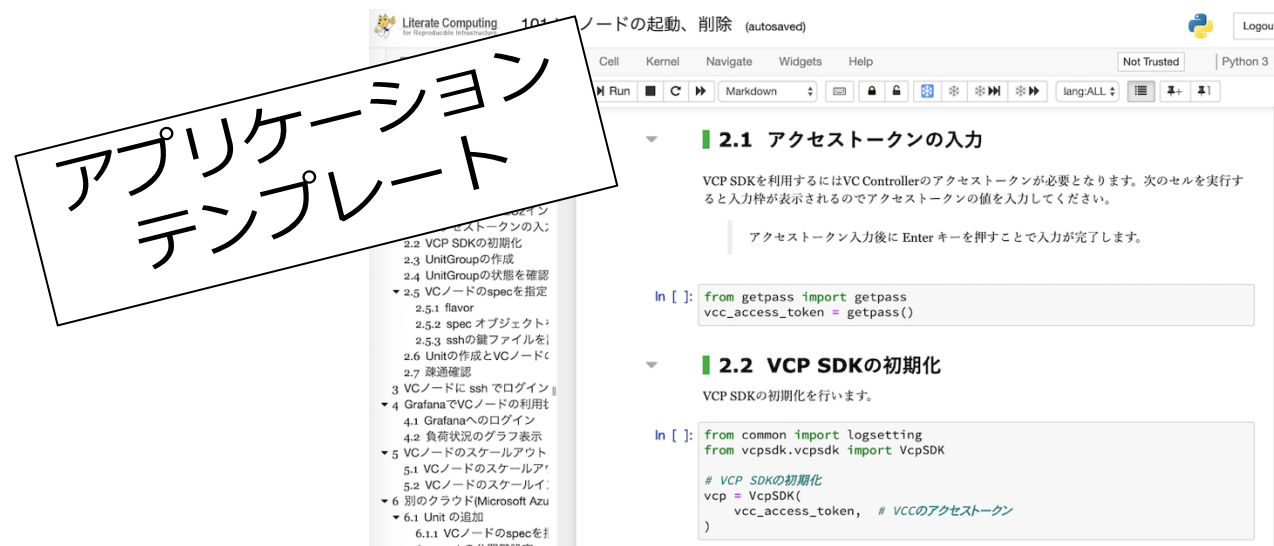 アプリケーション
テンプレート
Literate Computing
for Reproducible Infrastructure
ノードの起動、削除 (autosaved)
Logou
Cell Kernel Navigate Widgets Help
Not Trusted
Python 3
Run
Markdown
lang:ALL
2.2 VCP SDKの初期化
2.3 UnitGroupの作成
2.4 UnitGroupの状態を確認
2.5 VCノードのspecを指定
2.5.1 flavor
2.5.2 spec オブジェクト
2.5.3 sshの鍵ファイルを
2.6 Unitの作成とVCノード
2.7 疎通確認
3 VCノードに ssh でログイン
4 GrafanaでVCノードの利用
4.1 Grafanaへのログイン
4.2 負荷状況のグラフ表示
5 VCノードのスケールアウト
5.1 VCノードのスケールア
5.2 VCノードのスケールイ
6 別のクラウド(Microsoft Azu
6.1 Unit の追加
6.1.1 VCノードのspecを
2.1 アクセストークンの入力
VCP SDKを利用するにはVC Controllerのアクセストークンが必要となります。次のセルを実行す
ると入力枠が表示されるのでアクセストークンの値を入力してください。
アクセストークン入力後に Enter キーを押すことで入力が完了します。
In [ ]:
from getpass import getpass
vcc_access_token = getpass()
2.2 VCP SDKの初期化
VCP SDKの初期化を行います。
In [ ]:
from common import logsetting
from vcpsdk.vcpsdk import VcpSDK
# VCP SDKの初期化
vcp = VcpSDK(
vcc_access_token, # VCCのアクセストークン
)